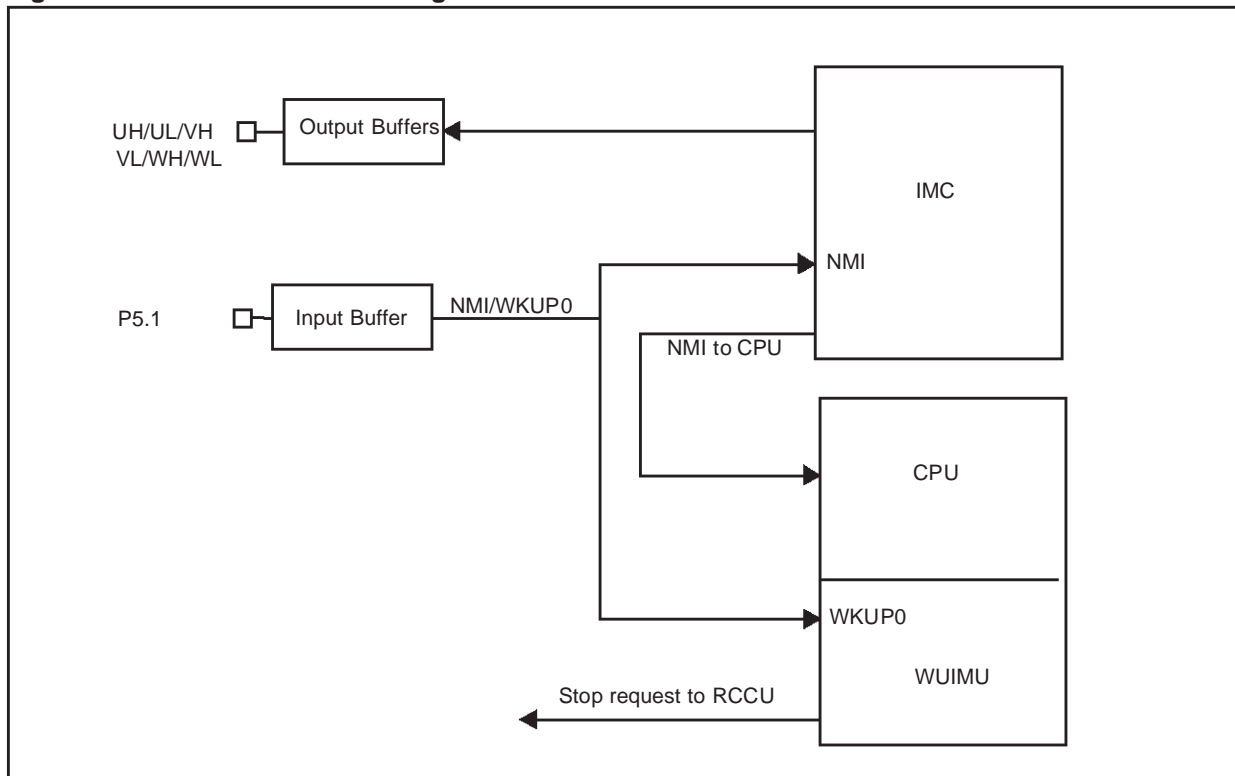 UH/UL/VH
VL/WH/WL
Output Buffers
IMC
NMI
P5.1
Input Buffer
NMI/WKUP0
NMI to CPU
CPU
WKUP0
WUIMU
Stop request to RCCU